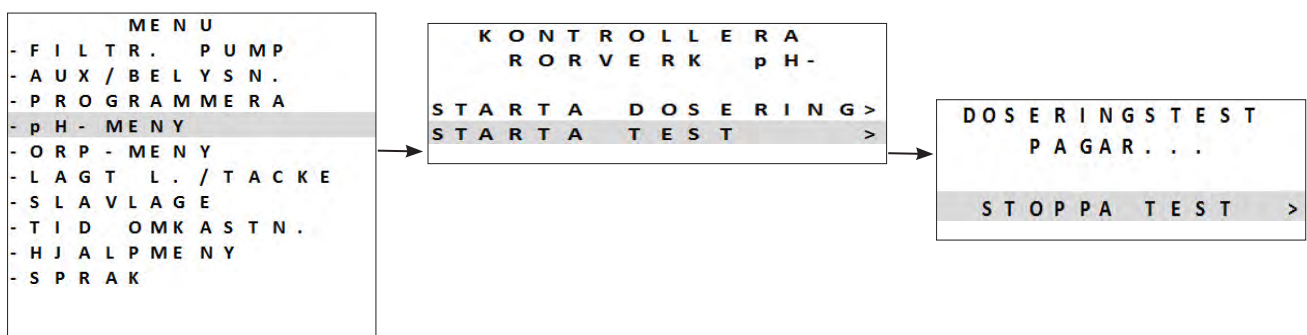 MENU
-FILTR. PUMP
-AUX/BELYSN.
-PROGRAMMERA
-pH-MENY
-ORP-MENY
-LAGT L./TACKE
-SLAVLAGE
-TID OMKASTN.
-HJALPMENY
-SPRAK
KONTROLLERA
RORVERK pH-
STARTA DOSERING>
STARTA TEST >
DOSERINGSTEST
PAGAR...
STOPPA TEST >